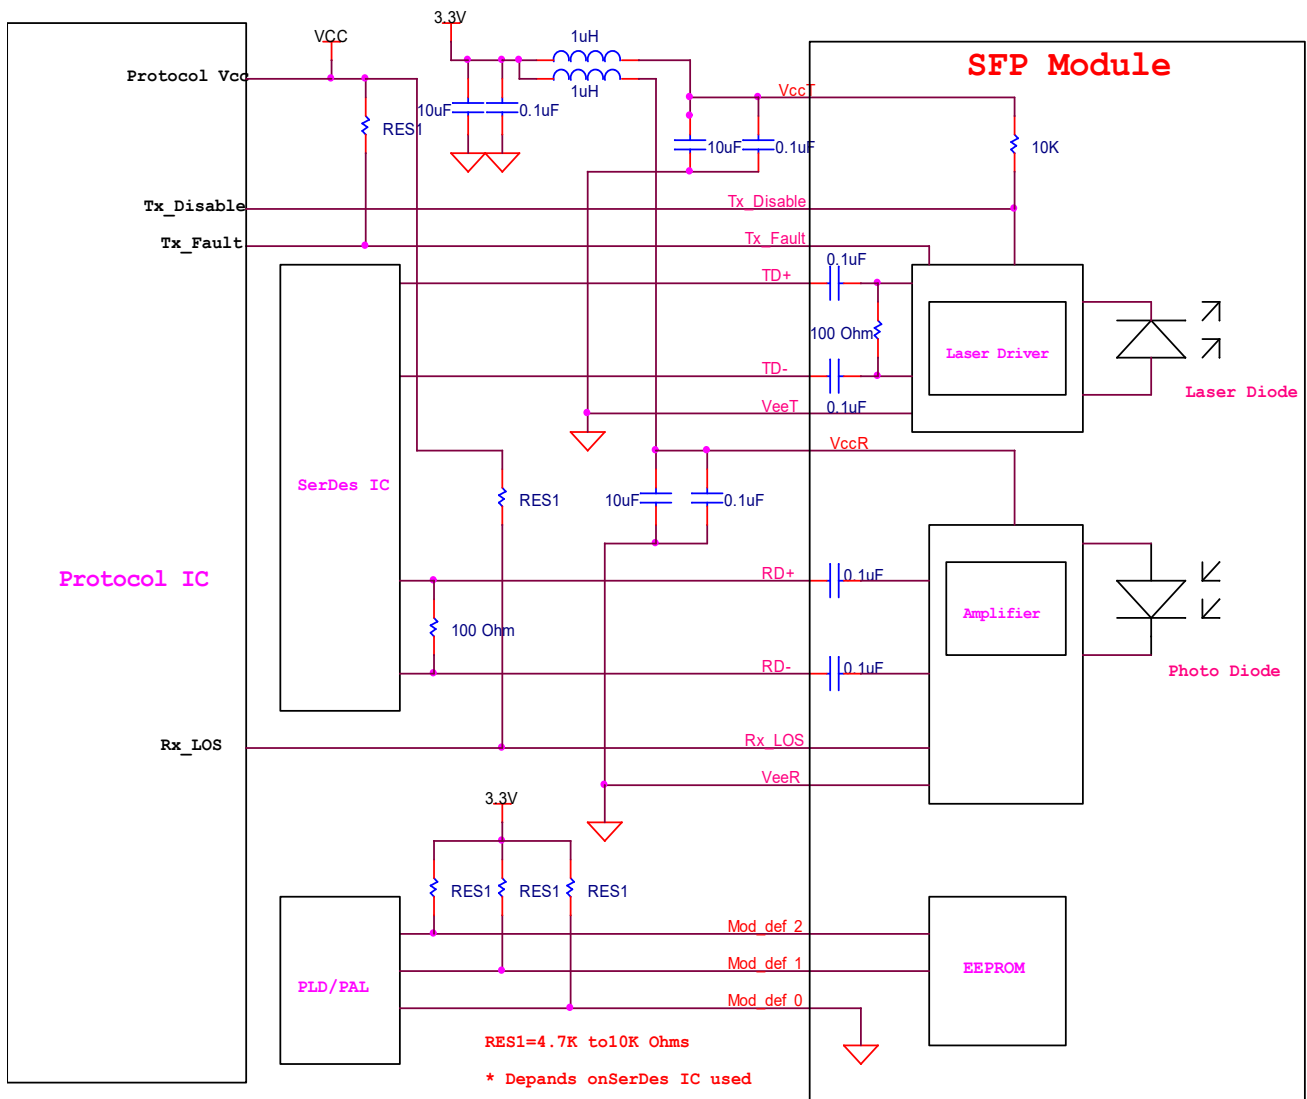 3.3V
VCC
1uH
SFP Module
Protocol Vcc
1uH
VccT
10uF
0.1uF
RES1
10uF
0.1uF
10K
Tx_Disable
Tx_Disable
Tx_Fault
Tx_Fault
0.1uF
TD+
100 Ohm
Laser Driver
TD-
Laser Diode
VeeT
0.1uF
VccR
SerDes IC
RES1
10uF
0.1uF
Protocol IC
RD+
0.1uF
Amplifier
100 Ohm
RD-
0.1uF
Photo Diode
Rx_LOS
Rx_LOS
VeeR
3.3V
RES1
RES1
RES1
Mod_def 2
Mod_def 1
EEPROM
PLD/PAL
Mod_def 0
RES1=4.7K to10K Ohms
* Depands onSerDes IC used